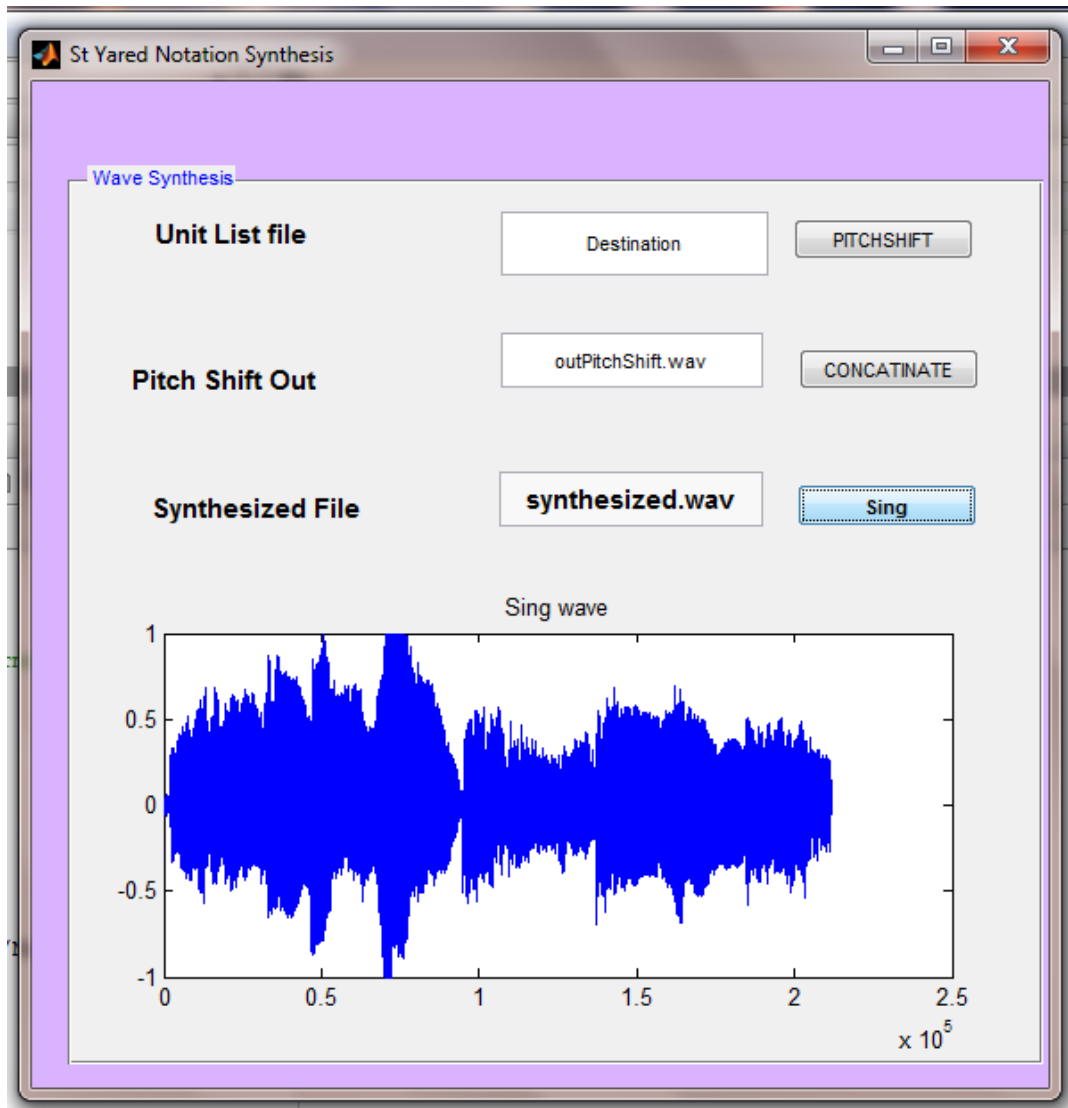 St Yared Notation Synthesis
Wave Synthesis
Unit List file
Destination
PITCHSHIFT
Pitch Shift Out
outPitchShift.wav
CONCATINATE
Synthesized File
synthesized.wav
Sing
Sing wave
1
0.5
0
-0.5
-1
0 0.5 1 1.5 2 2.5
x 10^5